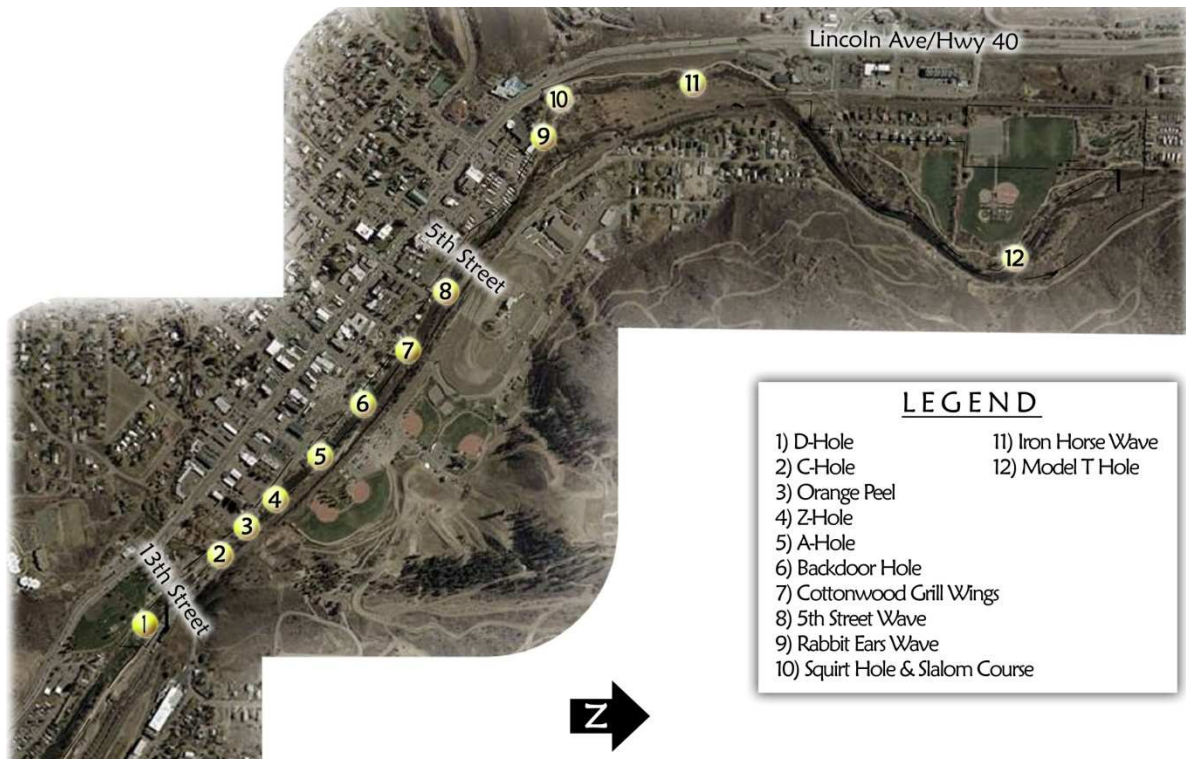 Lincoln Ave/Hwy 40
11
10
9
5th Street
12
8
7
6
5
4
3
2
13th Street
1
LEGEND
1) D-Hole
2) C-Hole
3) Orange Peel
4) Z-Hole
5) A-Hole
6) Backdoor Hole
7) Cottonwood Grill Wings
8) 5th Street Wave
9) Rabbit Ears Wave
10) Squirt Hole & Slalom Course
11) Iron Horse Wave
12) Model T Hole
N